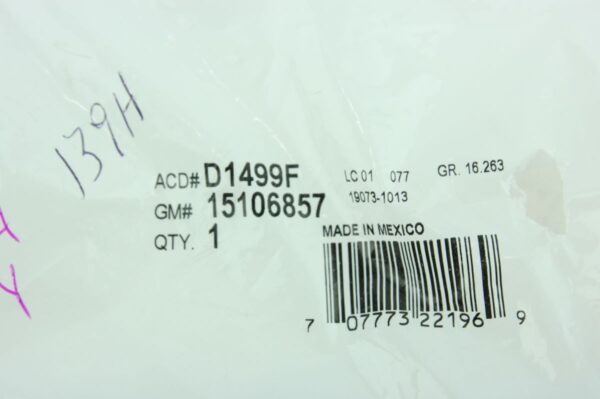 139H
ACD# D1499F LC 01 077 GR. 16.263
GM# 15106857 19073-1013
QTY. 1 MADE IN MEXICO
7 07773 22196 9
Y